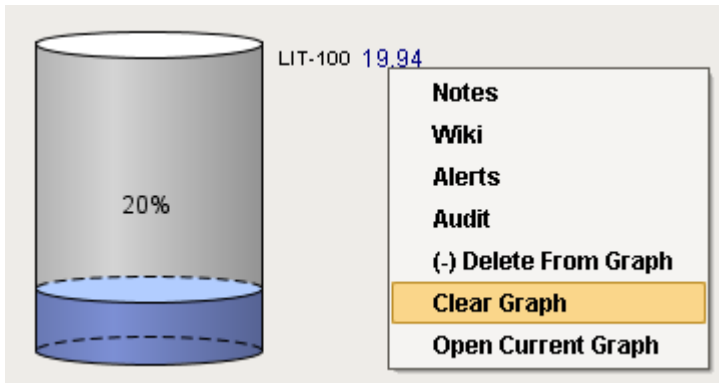 LIT-100 19.94
Notes
Wiki
Alerts
Audit
20%
(-) Delete From Graph
Clear Graph
Open Current Graph